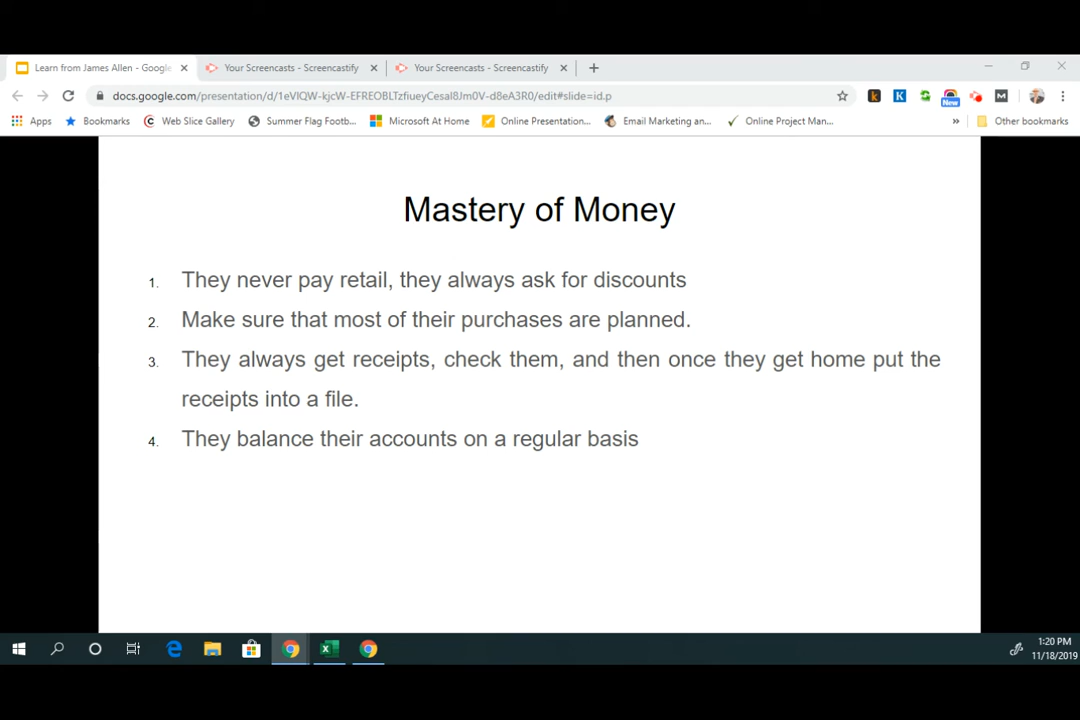 Learn from James Allen - Google
Your Screencasts - Screencastify
Your Screencasts - Screencastify
docs.google.com/presentation/d/1eVlQW-kjcW-EFREOBLTzfiueyCesal8Jm0V-d8eA3R0/edit#slide=id.p
New
Apps
Bookmarks
Web Slice Gallery
Summer Flag Footb...
Microsoft At Home
Online Presentation...
Email Marketing an...
Online Project Man...
Other bookmarks
Mastery of Money
1. They never pay retail, they always ask for discounts
2. Make sure that most of their purchases are planned.
3. They always get receipts, check them, and then once they get home put the
receipts into a file.
4. They balance their accounts on a regular basis
1:20 PM
11/18/2019